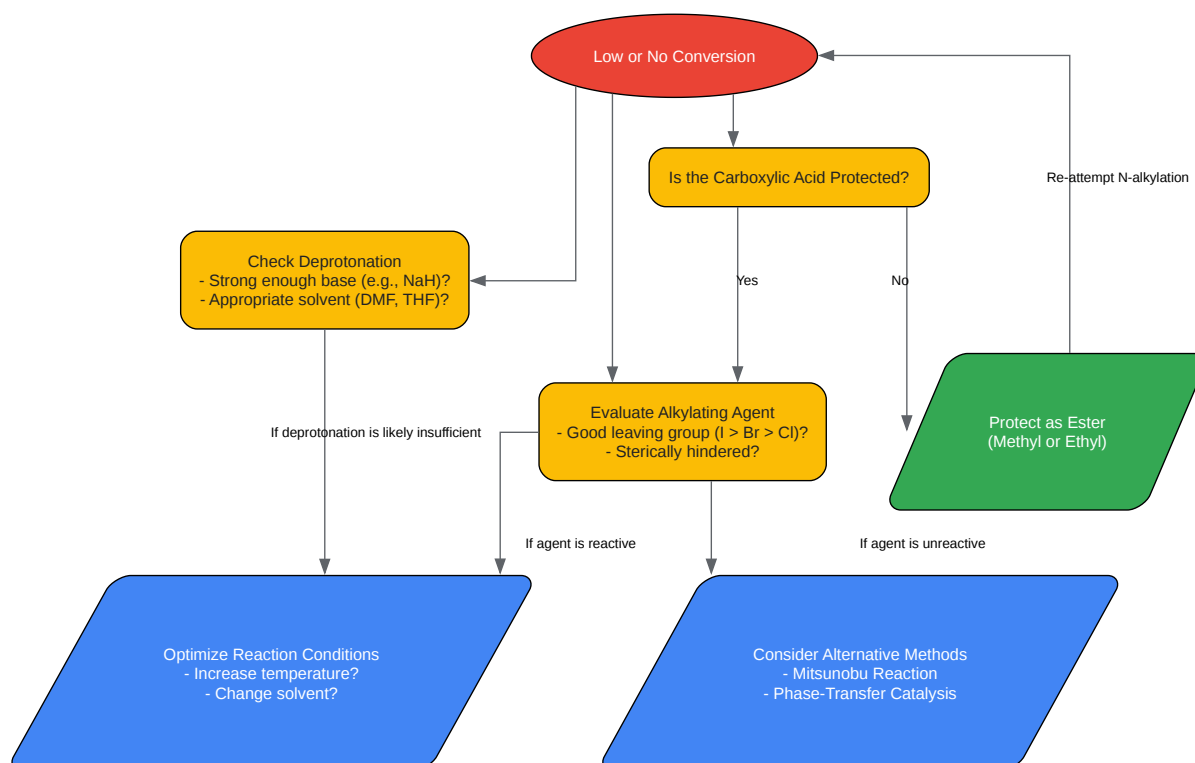 Low or No Conversion
Is the Carboxylic Acid Protected?
Re-attempt N-alkylation
Check Deprotonation
- Strong enough base (e.g., NaH)?
- Appropriate solvent (DMF, THF)?
Yes
No
Evaluate Alkylating Agent
- Good leaving group (I > Br > Cl)?
- Sterically hindered?
Protect as Ester
(Methyl or Ethyl)
If deprotonation is likely insufficient
If agent is reactive
If agent is unreactive
Optimize Reaction Conditions
- Increase temperature?
- Change solvent?
Consider Alternative Methods
- Mitsunobu Reaction
- Phase-Transfer Catalysis